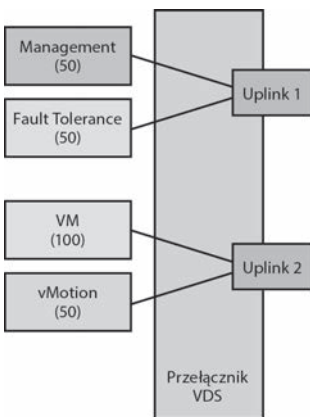 Management
(50)
Uplink 1
Fault Tolerance
(50)
VM
(100)
Uplink 2
vMotion
(50)
Przełącznik
VDS